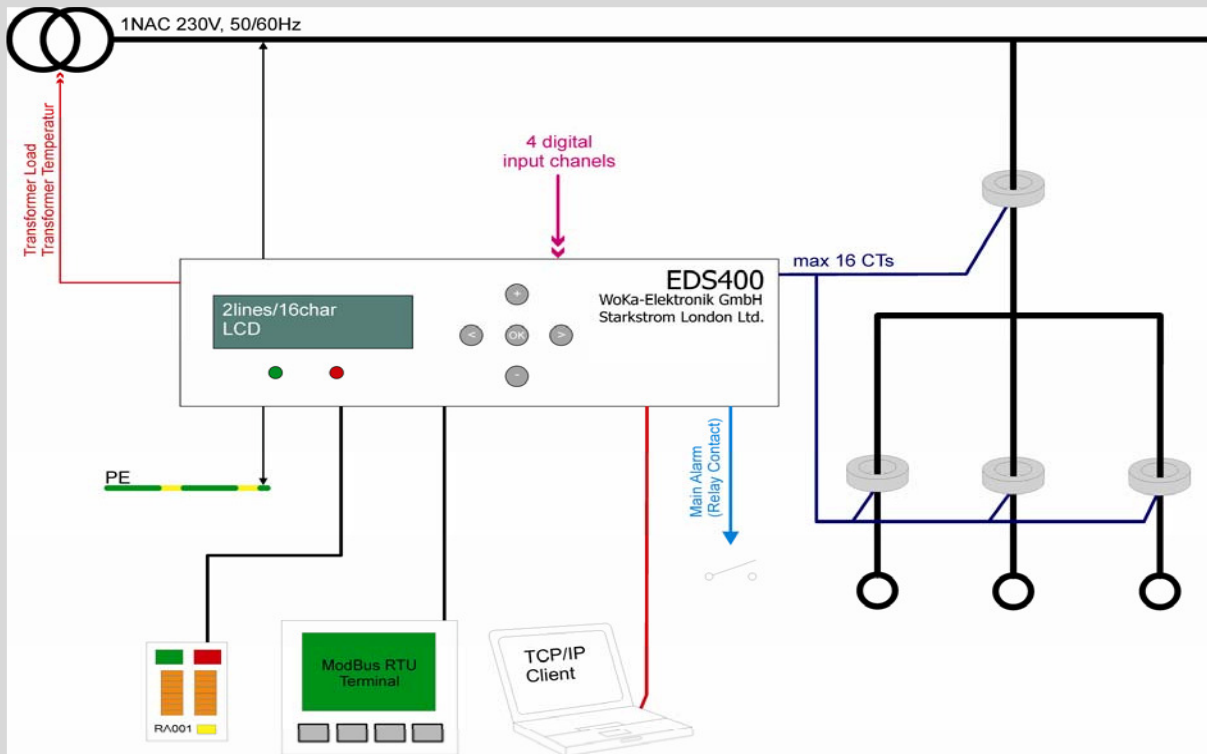 1NAC 230V, 50/60Hz
Transformer Load
Transformer Temperatur
4 digital
input chanels
max 16 CTs
EDS400
WoKa-Elektronik GmbH
Starkstrom London Ltd.
2lines/16char
LCD
+
< OK >
-
PE
Main Alarm
(Relay Contact)
ModBus RTU
Terminal
TCP/IP
Client
RA001